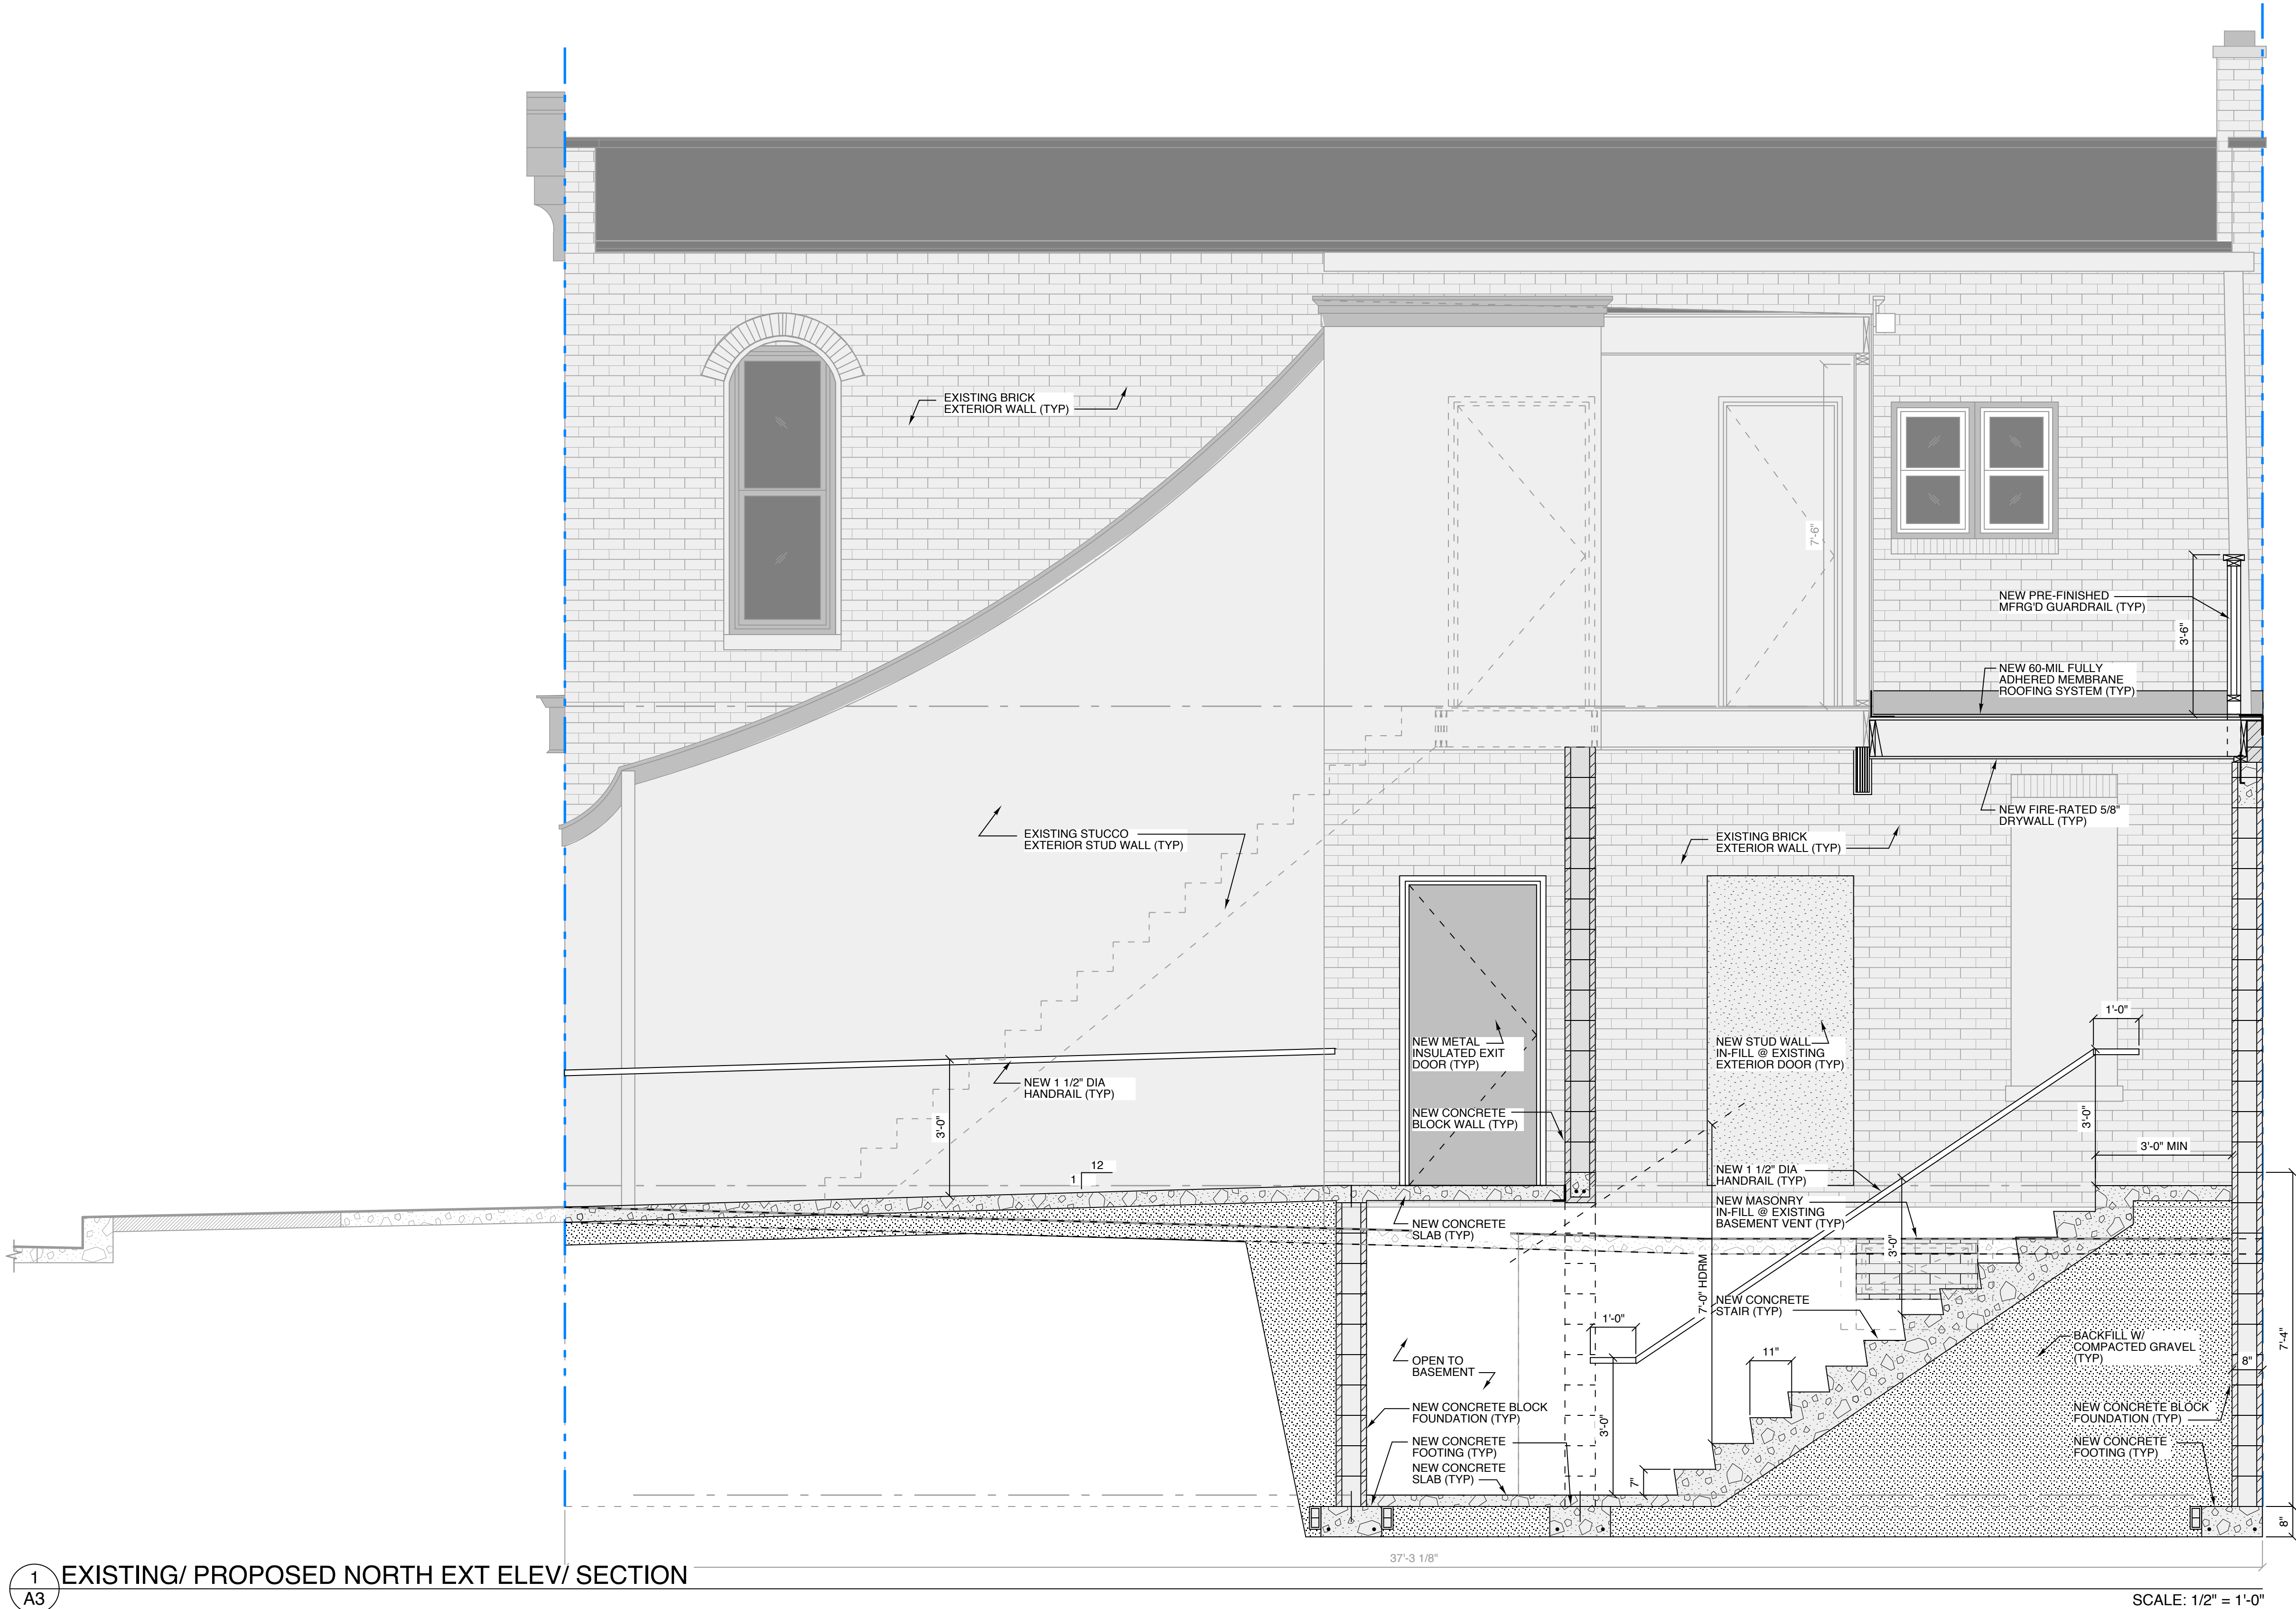 EXISTING BRICK
EXTERIOR WALL (TYP)
7'-6"
NEW PRE-FINISHED
MFRG'D GUARDRAIL (TYP)
3'-6"
NEW 60-MIL FULLY
ADHERED MEMBRANE
ROOFING SYSTEM (TYP)
NEW FIRE-RATED 5/8"
DRYWALL (TYP)
EXISTING STUCCO
EXTERIOR STUD WALL (TYP)
EXISTING BRICK
EXTERIOR WALL (TYP)
1'-0"
NEW METAL
INSULATED EXIT
DOOR (TYP)
NEW STUD WALL
IN-FILL @ EXISTING
EXTERIOR DOOR (TYP)
NEW 1 1/2" DIA
HANDRAIL (TYP)
3'-0"
NEW CONCRETE
BLOCK WALL (TYP)
3'-0"
3'-0" MIN
12
1
NEW 1 1/2" DIA
HANDRAIL (TYP)
NEW MASONRY
IN-FILL @ EXISTING
BASEMENT VENT (TYP)
NEW CONCRETE
SLAB (TYP)
3'-0"
7'-0" HDRM
NEW CONCRETE
STAIR (TYP)
1'-0"
11"
OPEN TO
BASEMENT
BACKFILL W/
COMPACTED GRAVEL
(TYP)
8"
7'-4"
NEW CONCRETE BLOCK
FOUNDATION (TYP)
3'-0"
NEW CONCRETE BLOCK
FOUNDATION (TYP)
NEW CONCRETE
FOOTING (TYP)
NEW CONCRETE
FOOTING (TYP)
NEW CONCRETE
SLAB (TYP)
7"
8"
37'-3 1/8"
1
A3
EXISTING/ PROPOSED NORTH EXT ELEV/ SECTION
SCALE: 1/2" = 1'-0"